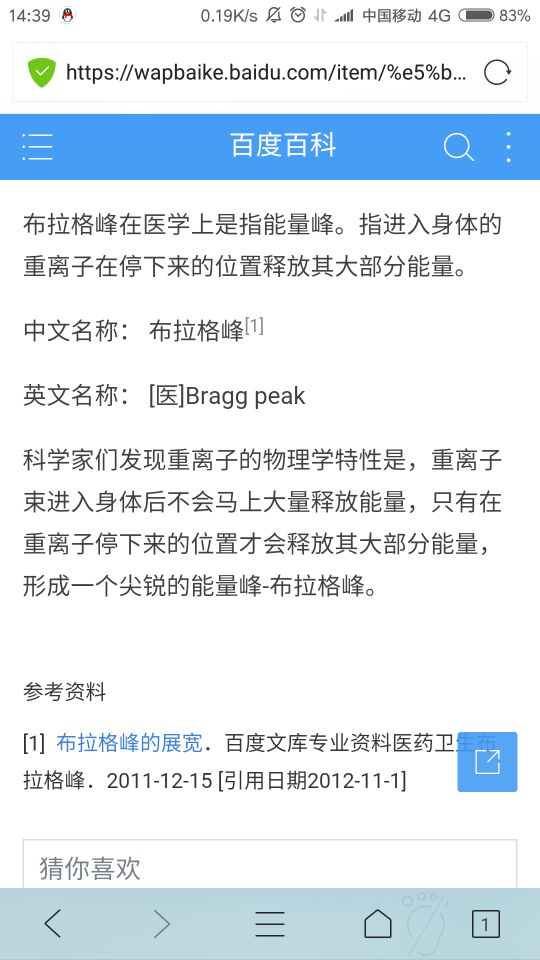 14:39 0.19K/s 中国移动 4G 83%
https://wapbaike.baidu.com/item/%e5%b...
百度百科
布拉格峰在医学上是指能量峰。指进入身体的
重离子在停下来的位置释放其大部分能量。
中文名称： 布拉格峰[1]
英文名称： [医]Bragg peak
科学家们发现重离子的物理学特性是，重离子
束进入身体后不会马上大量释放能量，只有在
重离子停下来的位置才会释放其大部分能量，
形成一个尖锐的能量峰-布拉格峰。
参考资料
[1] 布拉格峰的展宽．百度文库专业资料医药卫生布
拉格峰．2011-12-15 [引用日期2012-11-1]
猜你喜欢
1